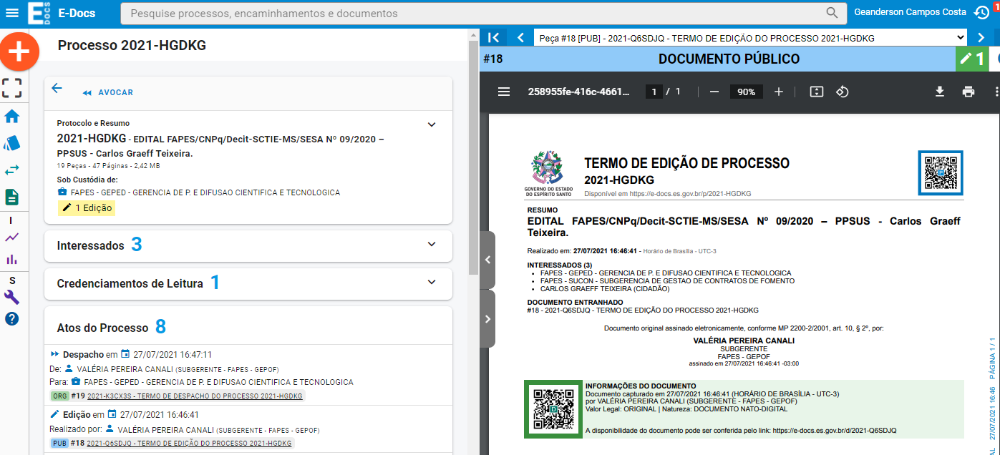 E DOCS
E-Docs
Pesquise processos, encaminhamentos e documentos
Geanderson Campos Costa
1
Processo 2021-HGDKG
AVOCAR
Protocolo e Resumo
2021-HGDKG - EDITAL FAPES/CNPq/Decit-SCTIE-MS/SESA Nº 09/2020 –
PPSUS - Carlos Graeff Teixeira.
19 Peças - 47 Páginas - 2,42 MB
Sob Custódia de:
FAPES - GEPED - GERENCIA DE P. E DIFUSAO CIENTIFICA E TECNOLOGICA
1 Edição
Interessados 3
Credenciamentos de Leitura 1
Atos do Processo 8
Despacho em 27/07/2021 16:47:11
De: VALÉRIA PEREIRA CANALI (SUBGERENTE - FAPES - GEPOF)
Para: FAPES - GEPED - GERENCIA DE P. E DIFUSAO CIENTIFICA E TECNOLOGICA
ORG #19 2021-K3CX3S - TERMO DE DESPACHO DO PROCESSO 2021-HGDKG
Edição em 27/07/2021 16:46:41
Realizado por: VALÉRIA PEREIRA CANALI (SUBGERENTE - FAPES - GEPOF)
PUB #18 2021-Q6SDJQ - TERMO DE EDIÇÃO DO PROCESSO 2021-HGDKG
I
S
Peça #18 [PUB] - 2021-Q6SDJQ - TERMO DE EDIÇÃO DO PROCESSO 2021-HGDKG
#18
DOCUMENTO PÚBLICO
1
258955fe-416c-4661...
1 / 1
90%
GOVERNO DO ESTADO
DO ESPÍRITO SANTO
TERMO DE EDIÇÃO DE PROCESSO
2021-HGDKG
Disponível em https://e-docs.es.gov.br/p/2021-HGDKG
RESUMO
EDITAL FAPES/CNPq/Decit-SCTIE-MS/SESA Nº 09/2020 – PPSUS - Carlos Graeff
Teixeira.
Realizado em: 27/07/2021 16:46:41 - Horário de Brasília - UTC-3
INTERESSADOS (3)
• FAPES - GEPED - GERENCIA DE P. E DIFUSAO CIENTIFICA E TECNOLOGICA
• FAPES - SUCON - SUBGERENCIA DE GESTAO DE CONTRATOS DE FOMENTO
• CARLOS GRAEFF TEIXEIRA (CIDADÃO)
DOCUMENTO ENTRANHADO
#18 - 2021-Q6SDJQ - TERMO DE EDIÇÃO DO PROCESSO 2021-HGDKG
Documento original assinado eletronicamente, conforme MP 2200-2/2001, art. 10, § 2º, por:
VALÉRIA PEREIRA CANALI
SUBGERENTE
FAPES - GEPOF
assinado em 27/07/2021 16:46:41 -03:00
INFORMAÇÕES DO DOCUMENTO
Documento capturado em 27/07/2021 16:46:41 (HORÁRIO DE BRASÍLIA - UTC-3)
por VALÉRIA PEREIRA CANALI (SUBGERENTE - FAPES - GEPOF)
Valor Legal: ORIGINAL | Natureza: DOCUMENTO NATO-DIGITAL
A disponibilidade do documento pode ser conferida pelo link: https://e-docs.es.gov.br/d/2021-Q6SDJQ
27/07/2021 16:46 PÁGINA 1 / 1